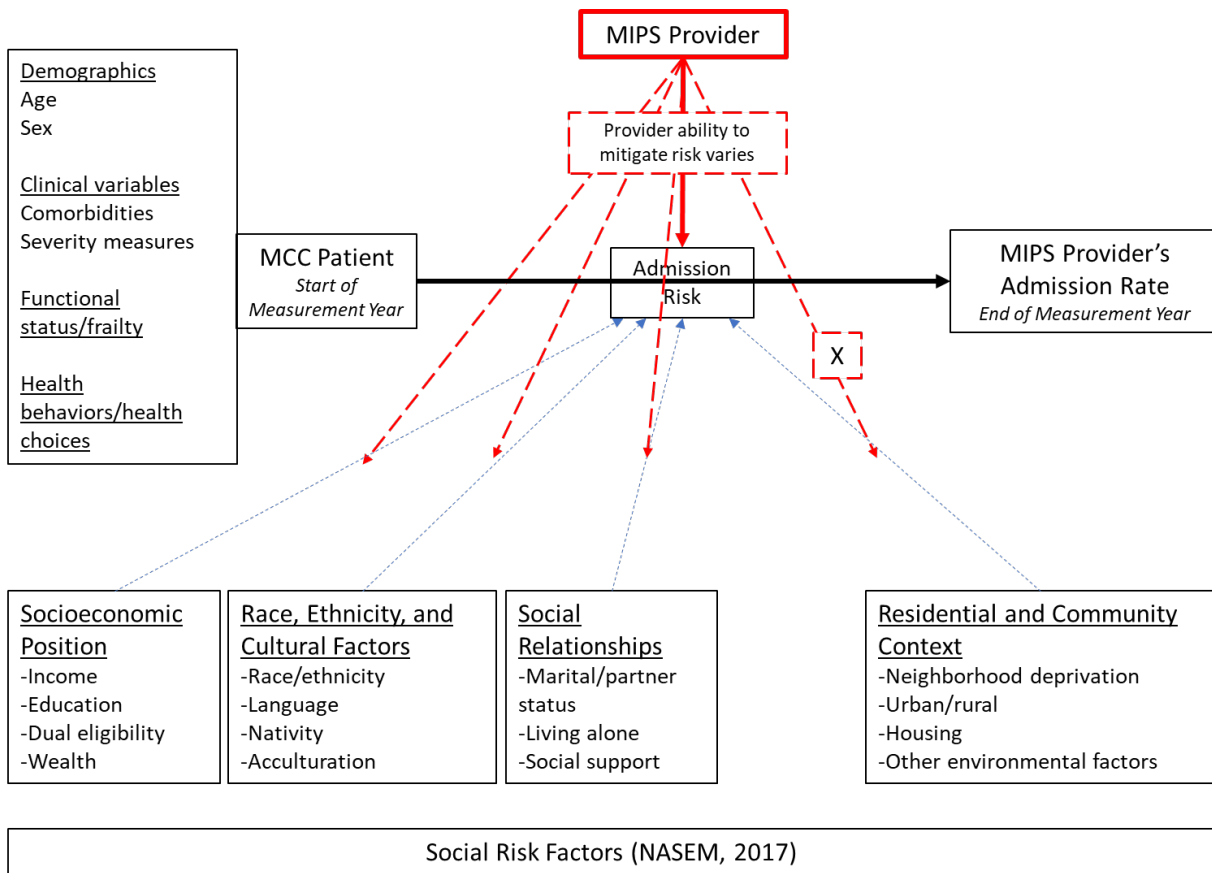 MIPS Provider
Demographics
Age
Sex
Clinical variables
Comorbidities
Severity measures
Functional
status/frailty
Health
behaviors/health
choices
Provider ability to
mitigate risk varies
MCC Patient
Start of
Measurement Year
Admission
Risk
MIPS Provider’s
Admission Rate
End of Measurement Year
X
Socioeconomic
Position
-Income
-Education
-Dual eligibility
-Wealth
Race, Ethnicity, and
Cultural Factors
-Race/ethnicity
-Language
-Nativity
-Acculturation
Social
Relationships
-Marital/partner
status
-Living alone
-Social support
Residential and Community
Context
-Neighborhood deprivation
-Urban/rural
-Housing
-Other environmental factors
Social Risk Factors (NASEM, 2017)